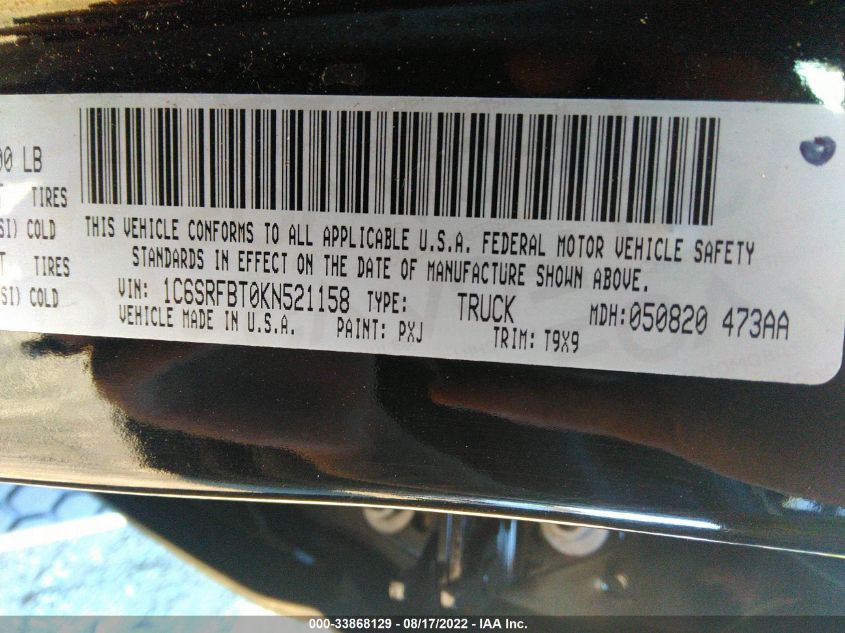 00 LB
TIRES
SI) COLD
TIRES
SI) COLD
THIS VEHICLE CONFORMS TO ALL APPLICABLE U.S.A. FEDERAL MOTOR VEHICLE SAFETY
STANDARDS IN EFFECT ON THE DATE OF MANUFACTURE SHOWN ABOVE.
VIN: 1C6SRFBT0KN521158 TYPE: TRUCK MDH:050820 473AA
VEHICLE MADE IN U.S.A. PAINT: PXJ TRIM: T9X9
000-33868129 - 08/17/2022 - IAA Inc.